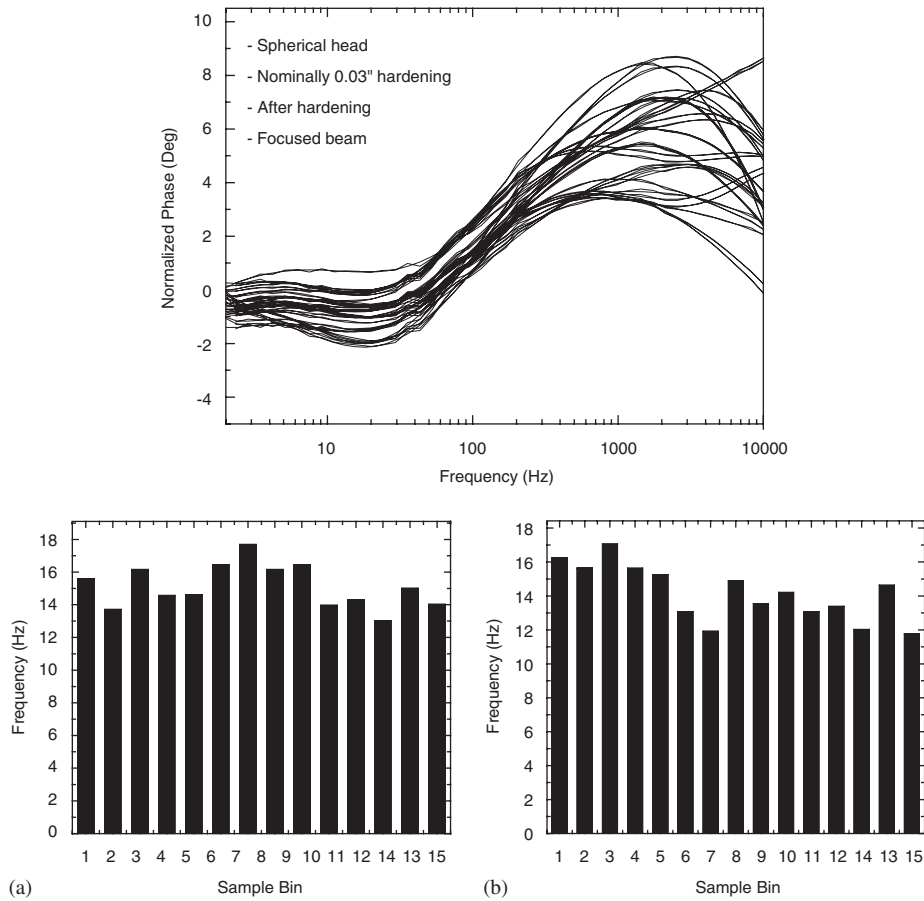 10
8
6
4
2
0
-2
-4
Normalized Phase (Deg)
- Spherical head
- Nominally 0.03" hardening
- After hardening
- Focused beam
10 100 1000 10000
Frequency (Hz)
18
16
14
12
10
8
6
4
2
0
Frequency (Hz)
1 2 3 4 5 6 7 8 9 10 11 12 14 13 15
(a) Sample Bin
18
16
14
12
10
8
6
4
2
0
Frequency (Hz)
1 2 3 4 5 6 7 8 9 10 11 12 14 13 15
(b) Sample Bin